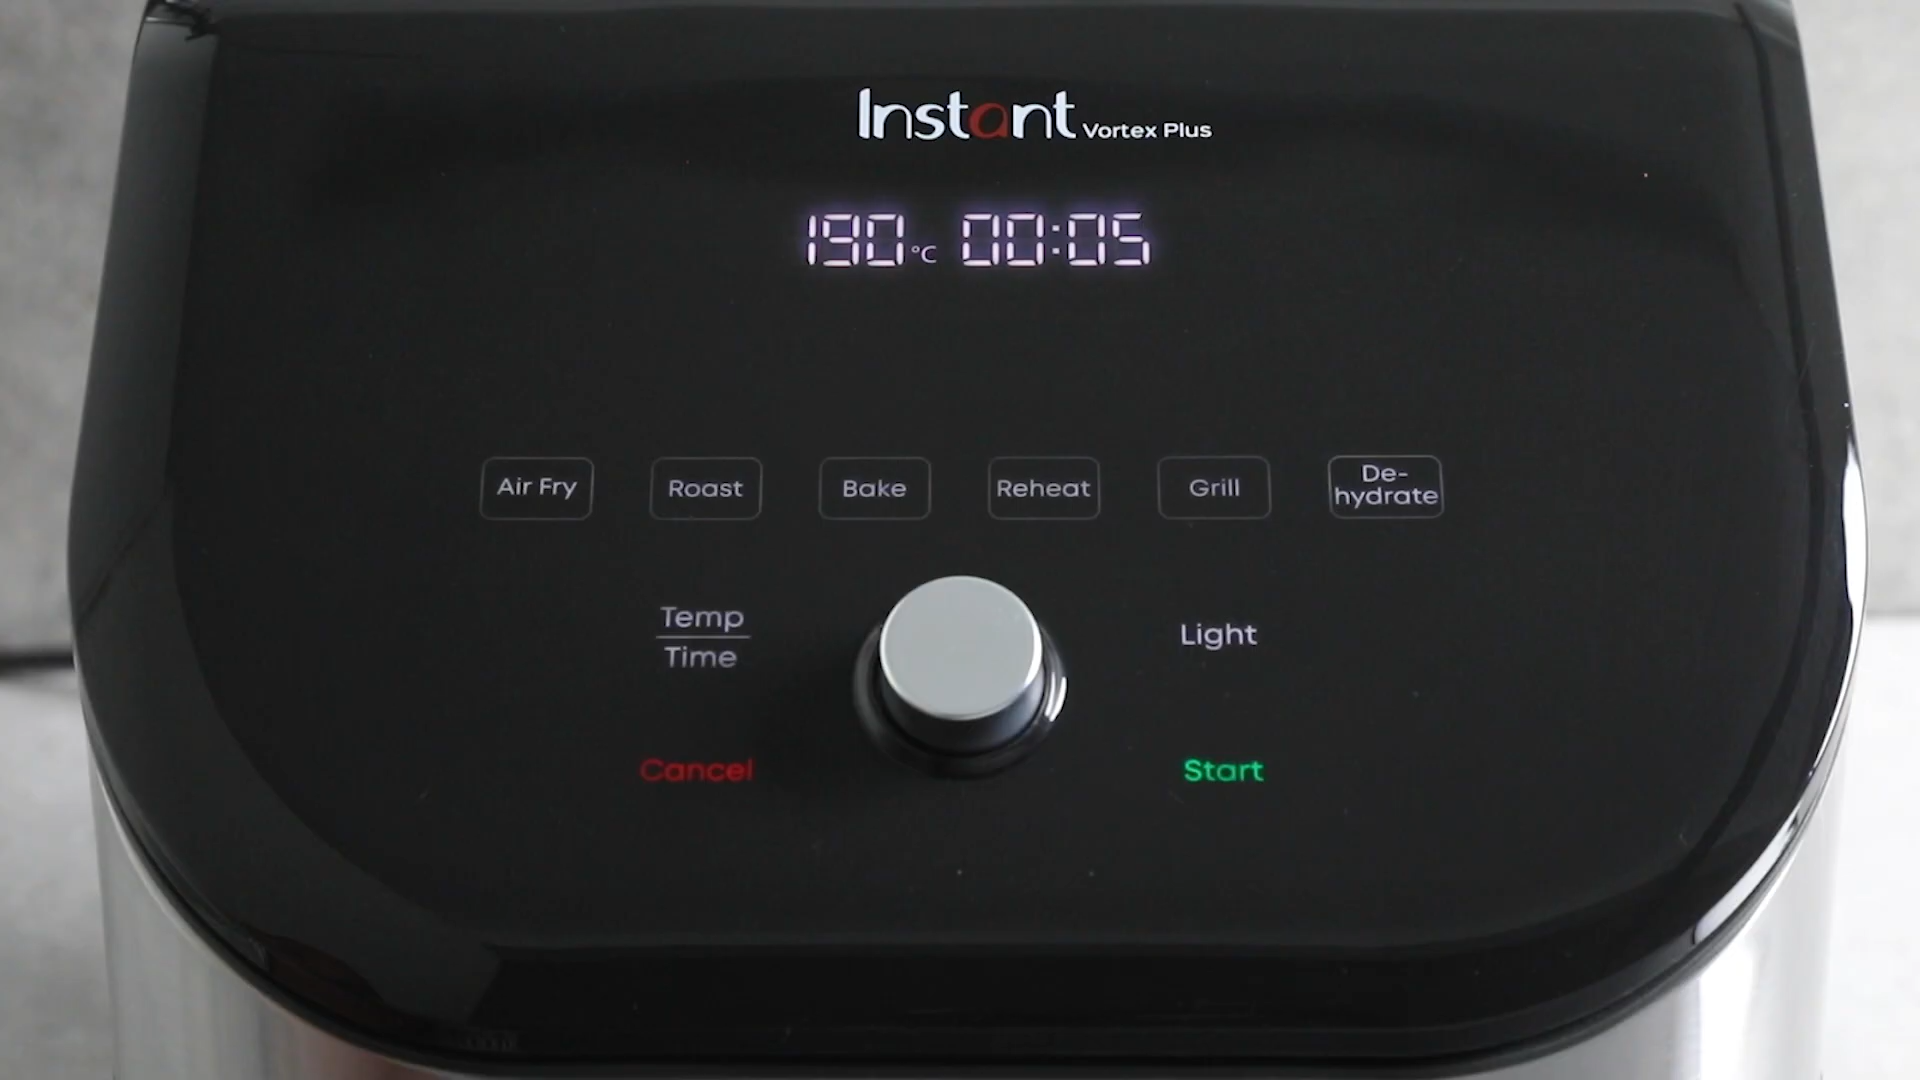 Instant Vortex Plus
190°C 00:05
Air Fry Roast Bake Reheat Grill De-hydrate
Temp
Time
Light
Cancel
Start